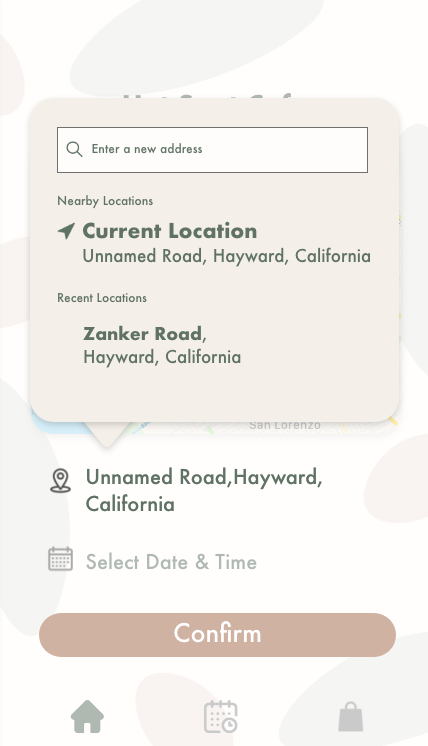 Enter a new address
Nearby Locations
Current Location
Unnamed Road, Hayward, California
Recent Locations
Zanker Road,
Hayward, California
San Lorenzo
Unnamed Road,Hayward,
California
Select Date & Time
Confirm